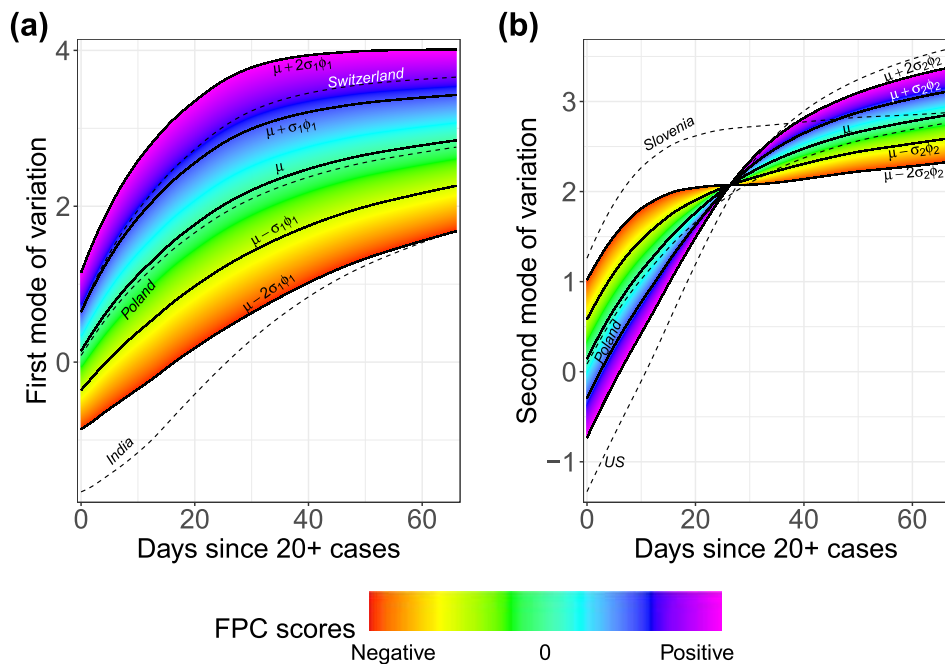 (a)
First mode of variation
4
2
0
μ+2σ₁ϕ₁
Switzerland
μ+σ₁ϕ₁
μ
μ−σ₁ϕ₁
Poland
μ−2σ₁ϕ₁
India
0 20 40 60
Days since 20+ cases
(b)
Second mode of variation
3
2
1
0
−1
μ+2σ₂ϕ₂
μ+σ₂ϕ₂
Slovenia
μ
μ−σ₂ϕ₂
μ−2σ₂ϕ₂
Poland
US
0 20 40 60
Days since 20+ cases
FPC scores
Negative 0 Positive